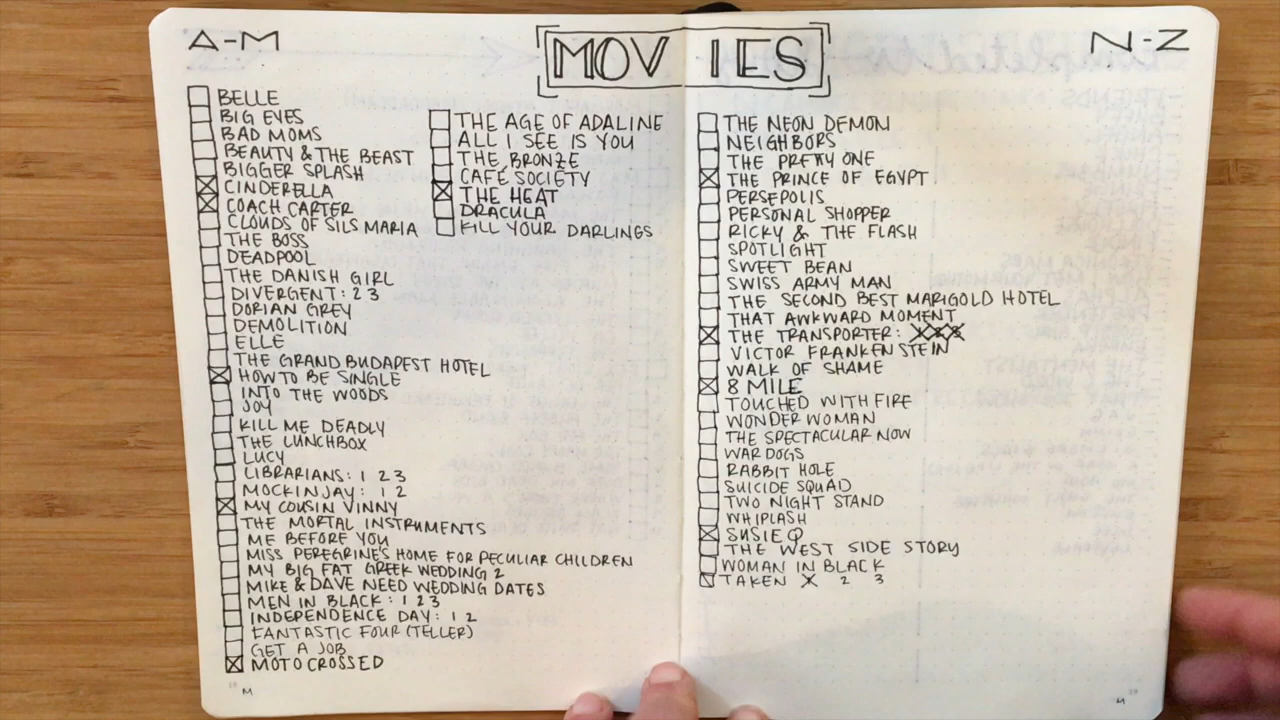 A-M
MOVIES
N-Z
BELLE
BIG EYES
BAD MOMS
BEAUTY & THE BEAST
BIGGER SPLASH
CINDERELLA
COACH CARTER
CLOUDS OF SILS MARIA
THE BOSS
DEADPOOL
THE DANISH GIRL
DIVERGENT: 2 3
DORIAN GREY
DEMOLITION
ELLE
THE GRAND BUDAPEST HOTEL
HOW TO BE SINGLE
INTO THE WOODS
JOY
KILL ME DEADLY
THE LUNCHBOX
LUCY
LIBRARIANS: 1 2 3
MOCKINJAY: 1 2
MY COUSIN VINNY
THE MORTAL INSTRUMENTS
ME BEFORE YOU
MISS PEREGRINE'S HOME FOR PECULIAR CHILDREN
MY BIG FAT GREEK WEDDING 2
MIKE & DAVE NEED WEDDING DATES
MEN IN BLACK: 1 2 3
INDEPENDENCE DAY: 1 2
FANTASTIC FOUR (TELLER)
GET A JOB
MOTOCROSSED
THE AGE OF ADALINE
ALL I SEE IS YOU
THE BRONZE
CAFÉ SOCIETY
THE HEAT
DRACULA
KILL YOUR DARLINGS
THE NEON DEMON
NEIGHBORS
THE PRETTY ONE
THE PRINCE OF EGYPT
PERSEPOLIS
PERSONAL SHOPPER
RICKY & THE FLASH
SPOTLIGHT
SWEET BEAN
SWISS ARMY MAN
THE SECOND BEST MARIGOLD HOTEL
THAT AWKWARD MOMENT
THE TRANSPORTER:
VICTOR FRANKENSTEIN
WALK OF SHAME
8 MILE
TOUCHED WITH FIRE
WONDER WOMAN
THE SPECTACULAR NOW
WAR DOGS
RABBIT HOLE
SUICIDE SQUAD
TWO NIGHT STAND
WHIPLASH
SUSIE Q
THE WEST SIDE STORY
WOMAN IN BLACK
TAKEN 2 3
M
M